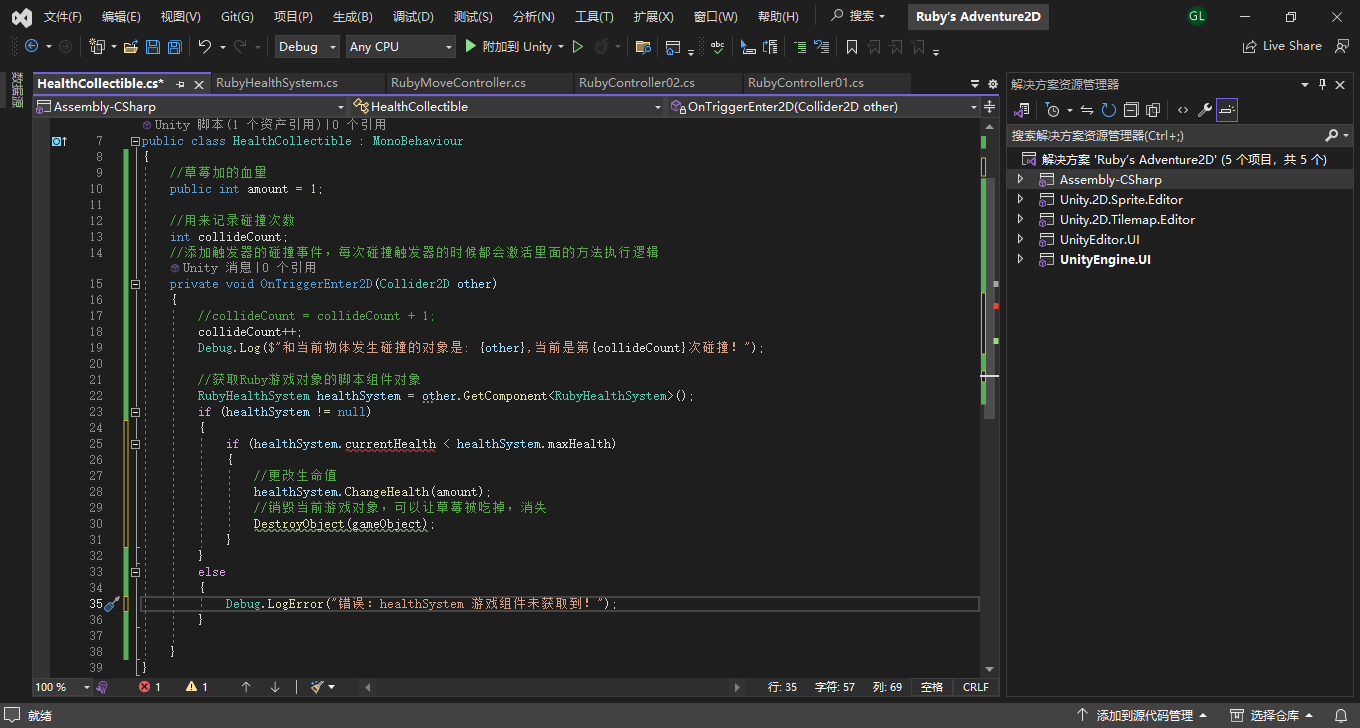 文件(F) 编辑(E) 视图(V) Git(G) 项目(P) 生成(B) 调试(D) 测试(S) 分析(N) 工具(T) 扩展(X) 窗口(W) 帮助(H) 搜索 Ruby's Adventure2D GL
Debug Any CPU 附加到 Unity Live Share
数据源
HealthCollectible.cs* RubyHealthSystem.cs RubyMoveController.cs RubyController02.cs RubyController01.cs
Assembly-CSharp HealthCollectible OnTriggerEnter2D(Collider2D other)
Unity 脚本(1 个资产引用)|0 个引用
7 public class HealthCollectible : MonoBehaviour
8 {
9 //草莓加的血量
10 public int amount = 1;
11
12 //用来记录碰撞次数
13 int collideCount;
14 //添加触发器的碰撞事件，每次碰撞触发器的时候都会激活里面的方法执行逻辑
Unity 消息|0 个引用
15 private void OnTriggerEnter2D(Collider2D other)
16 {
17 //collideCount = collideCount + 1;
18 collideCount++;
19 Debug.Log($"和当前物体发生碰撞的对象是: {other},当前是第{collideCount}次碰撞！");
20
21 //获取Ruby游戏对象的脚本组件对象
22 RubyHealthSystem healthSystem = other.GetComponent<RubyHealthSystem>();
23 if (healthSystem != null)
24 {
25 if (healthSystem.currentHealth < healthSystem.maxHealth)
26 {
27 //更改生命值
28 healthSystem.ChangeHealth(amount);
29 //销毁当前游戏对象，可以让草莓被吃掉，消失
30 DestroyObject(gameObject);
31 }
32 }
33 else
34 {
35 Debug.LogError("错误：healthSystem 游戏组件未获取到！");
36 }
37
38 }
39 }
100 % 1 1 行: 35 字符: 57 列: 69 空格 CRLF
解决方案资源管理器
搜索解决方案资源管理器(Ctrl+;)
解决方案 'Ruby's Adventure2D' (5 个项目，共 5 个)
Assembly-CSharp
Unity.2D.Sprite.Editor
Unity.2D.Tilemap.Editor
UnityEditor.UI
UnityEngine.UI
就绪 添加到源代码管理 选择仓库